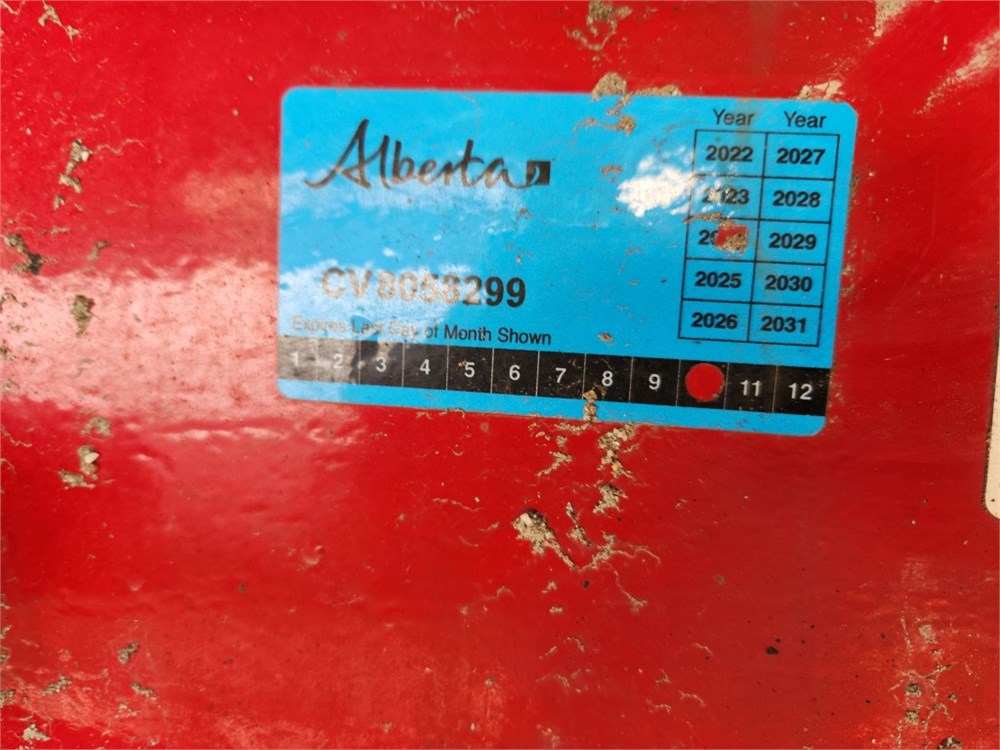 Alberta
Year Year
2022 2027
2023 2028
2029
2025 2030
2026 2031
CV8058299
Expires Last Day of Month Shown
1 2 3 4 5 6 7 8 9 11 12